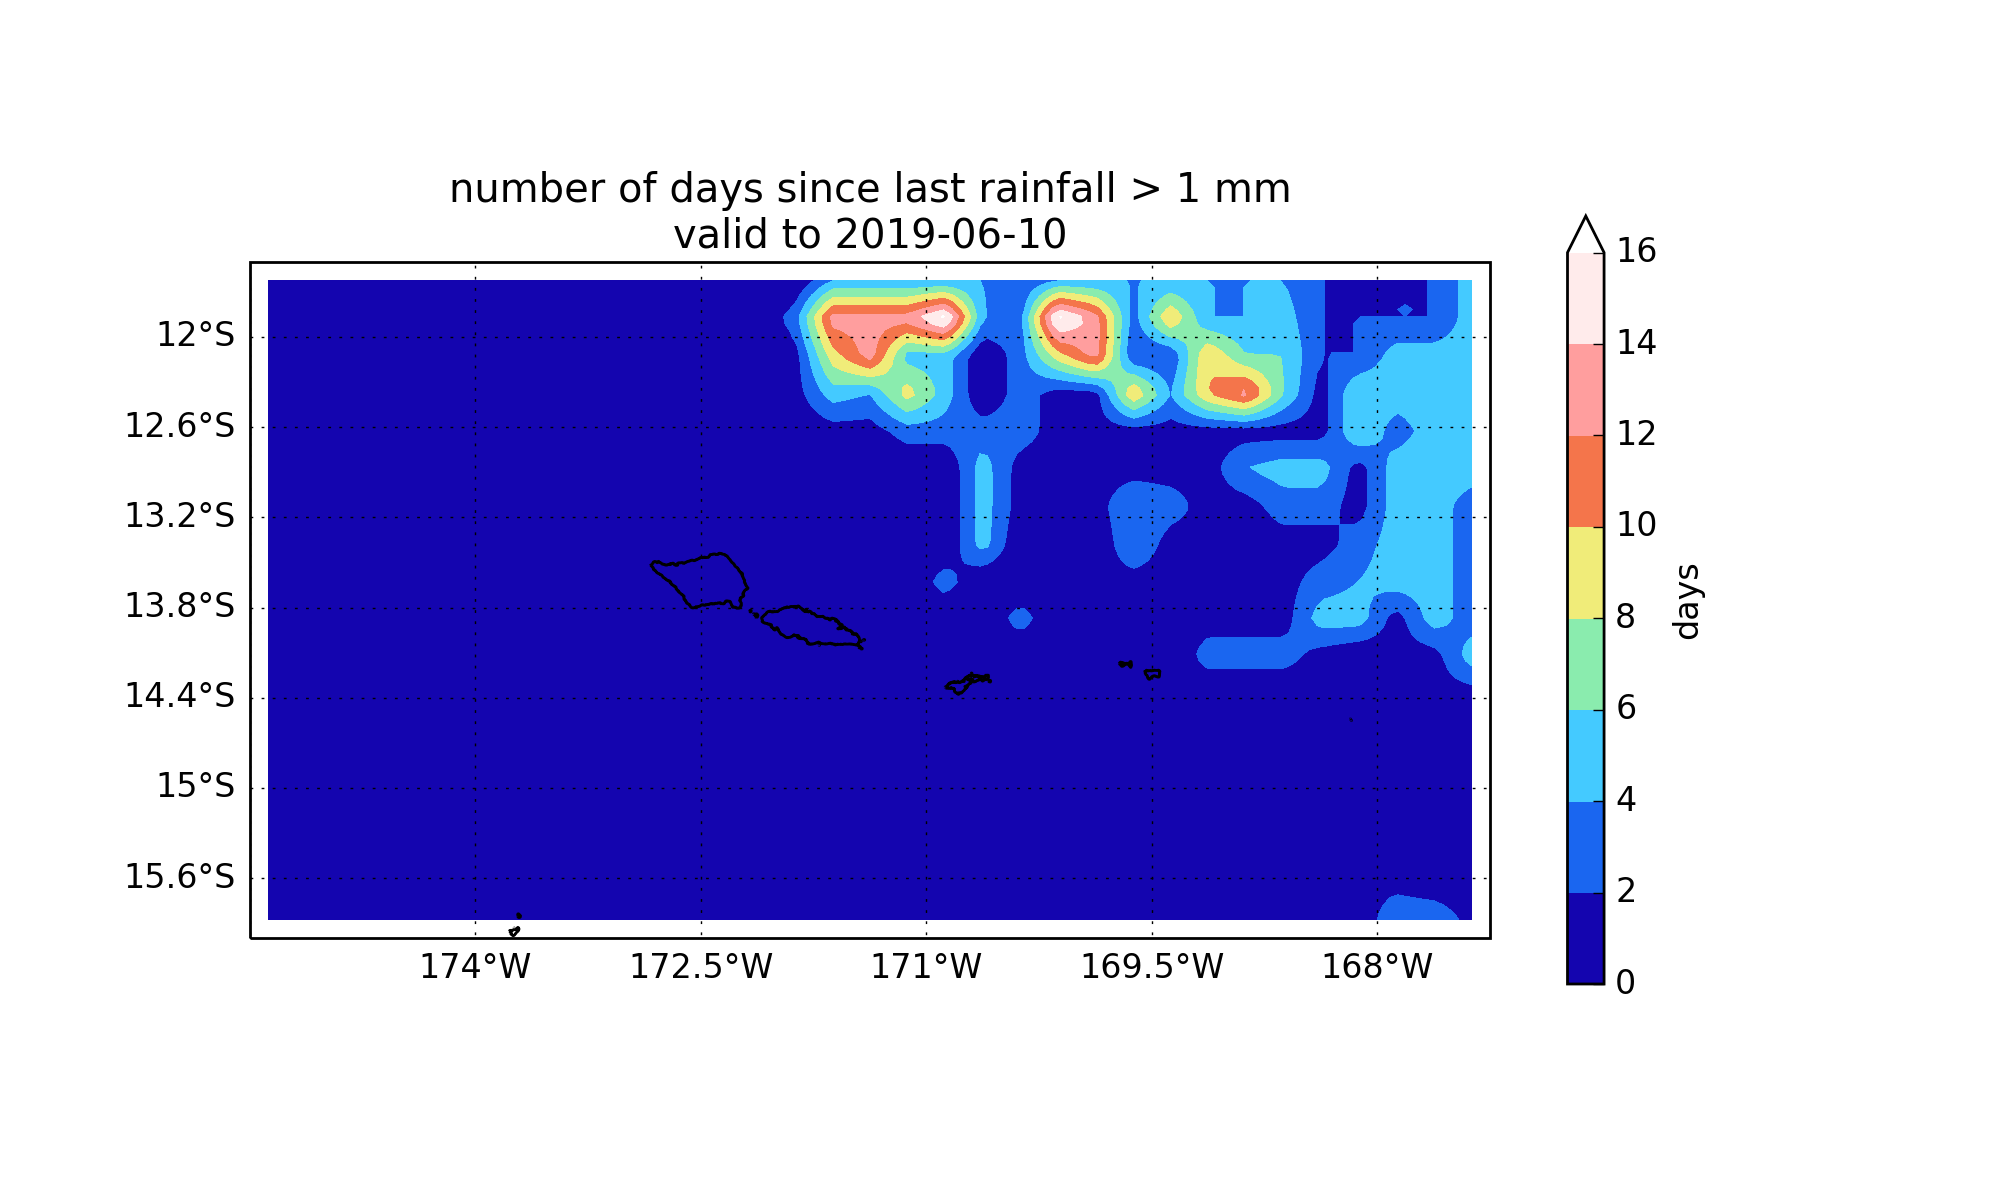 number of days since last rainfall > 1 mm
valid to 2019-06-10
12°S
12.6°S
13.2°S
13.8°S
14.4°S
15°S
15.6°S
174°W 172.5°W 171°W 169.5°W 168°W
16
14
12
10
8
6
4
2
0
days